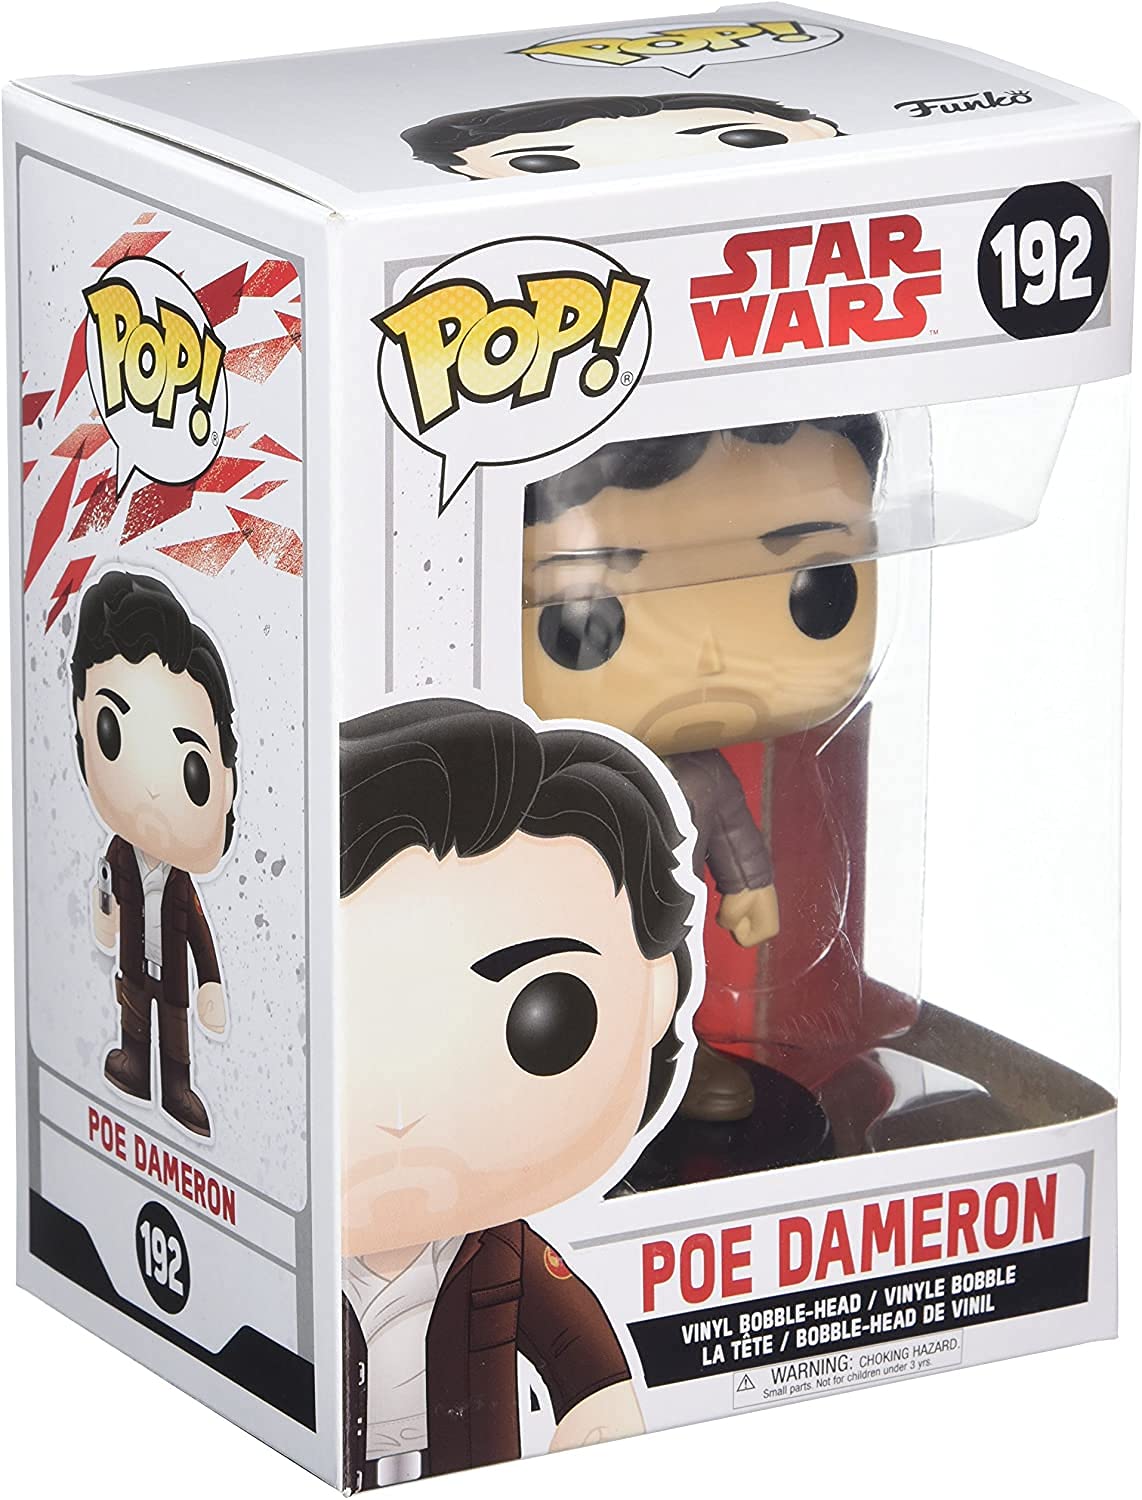 POP!
Funko
POP!®
STAR
WARS™
192
POP!®
POE DAMERON
192
POE DAMERON
VINYL BOBBLE-HEAD / VINYLE BOBBLE
LA TÊTE / BOBBLE-HEAD DE VINIL
⚠ WARNING: CHOKING HAZARD.
Small parts. Not for children under 3 yrs.